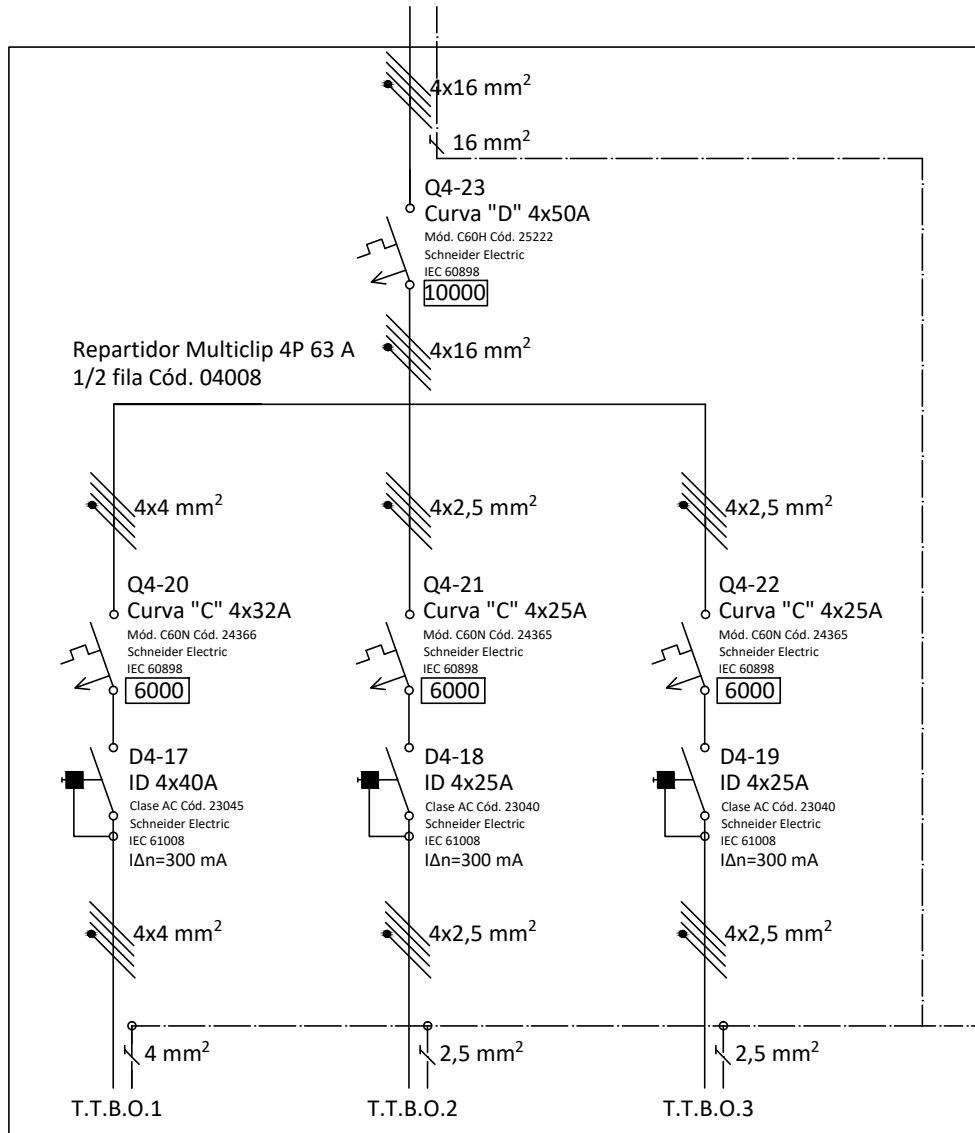 4x16 mm²
16 mm²
Q4-23
Curva "D" 4x50A
Mód. C60H Cód. 25222
Schneider Electric
IEC 60898
10000
Repartidor Multiclip 4P 63 A
1/2 fila Cód. 04008
4x16 mm²
4x4 mm²
4x2,5 mm²
4x2,5 mm²
Q4-20
Curva "C" 4x32A
Mód. C60N Cód. 24366
Schneider Electric
IEC 60898
6000
Q4-21
Curva "C" 4x25A
Mód. C60N Cód. 24365
Schneider Electric
IEC 60898
6000
Q4-22
Curva "C" 4x25A
Mód. C60N Cód. 24365
Schneider Electric
IEC 60898
6000
D4-17
ID 4x40A
Clase AC Cód. 23045
Schneider Electric
IEC 61008
IΔn=300 mA
D4-18
ID 4x25A
Clase AC Cód. 23040
Schneider Electric
IEC 61008
IΔn=300 mA
D4-19
ID 4x25A
Clase AC Cód. 23040
Schneider Electric
IEC 61008
IΔn=300 mA
4x4 mm²
4x2,5 mm²
4x2,5 mm²
4 mm²
2,5 mm²
2,5 mm²
T.T.B.O.1
T.T.B.O.2
T.T.B.O.3